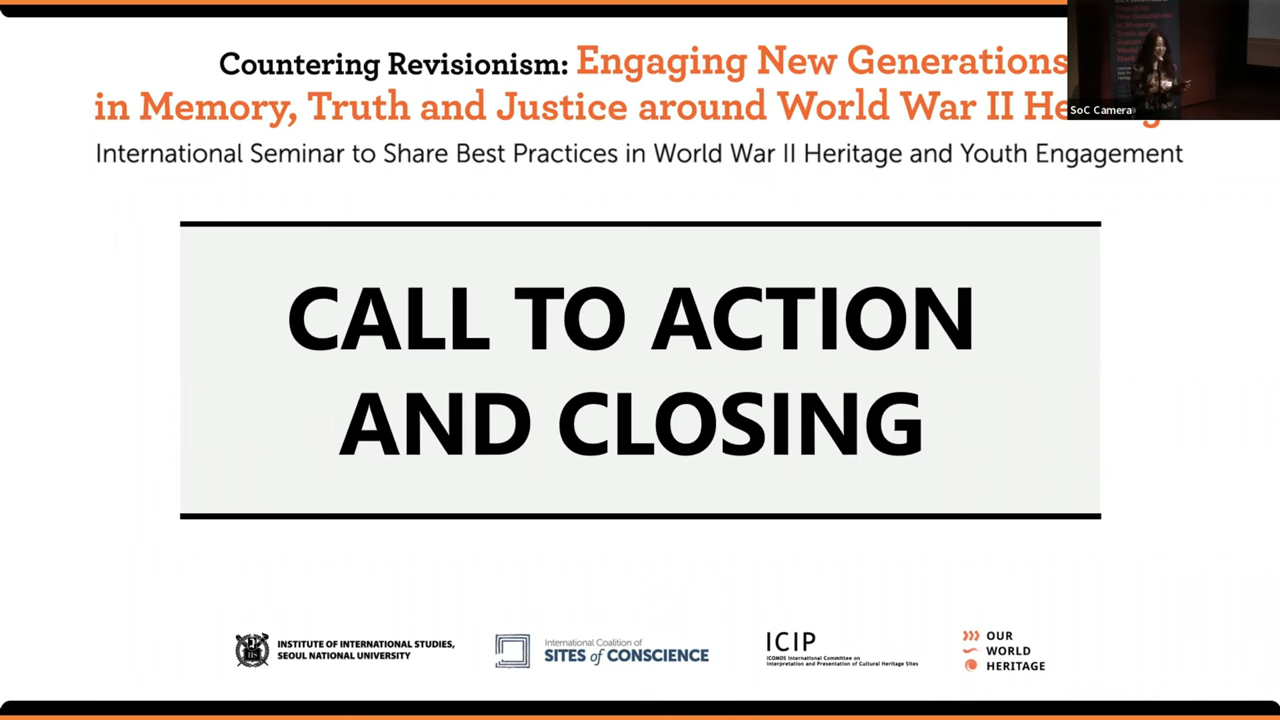 Countering Revisionism: Engaging New Generations
in Memory, Truth and Justice around World War II
International Seminar to Share Best Practices in World War II Heritage and Youth Engagement
SoC Camera
CALL TO ACTION
AND CLOSING
INSTITUTE OF INTERNATIONAL STUDIES,
SEOUL NATIONAL UNIVERSITY
International Coalition of
SITES of CONSCIENCE
ICIP
ICOMOS International Committee on
Interpretation and Presentation of Cultural Heritage Sites
OUR
WORLD
HERITAGE